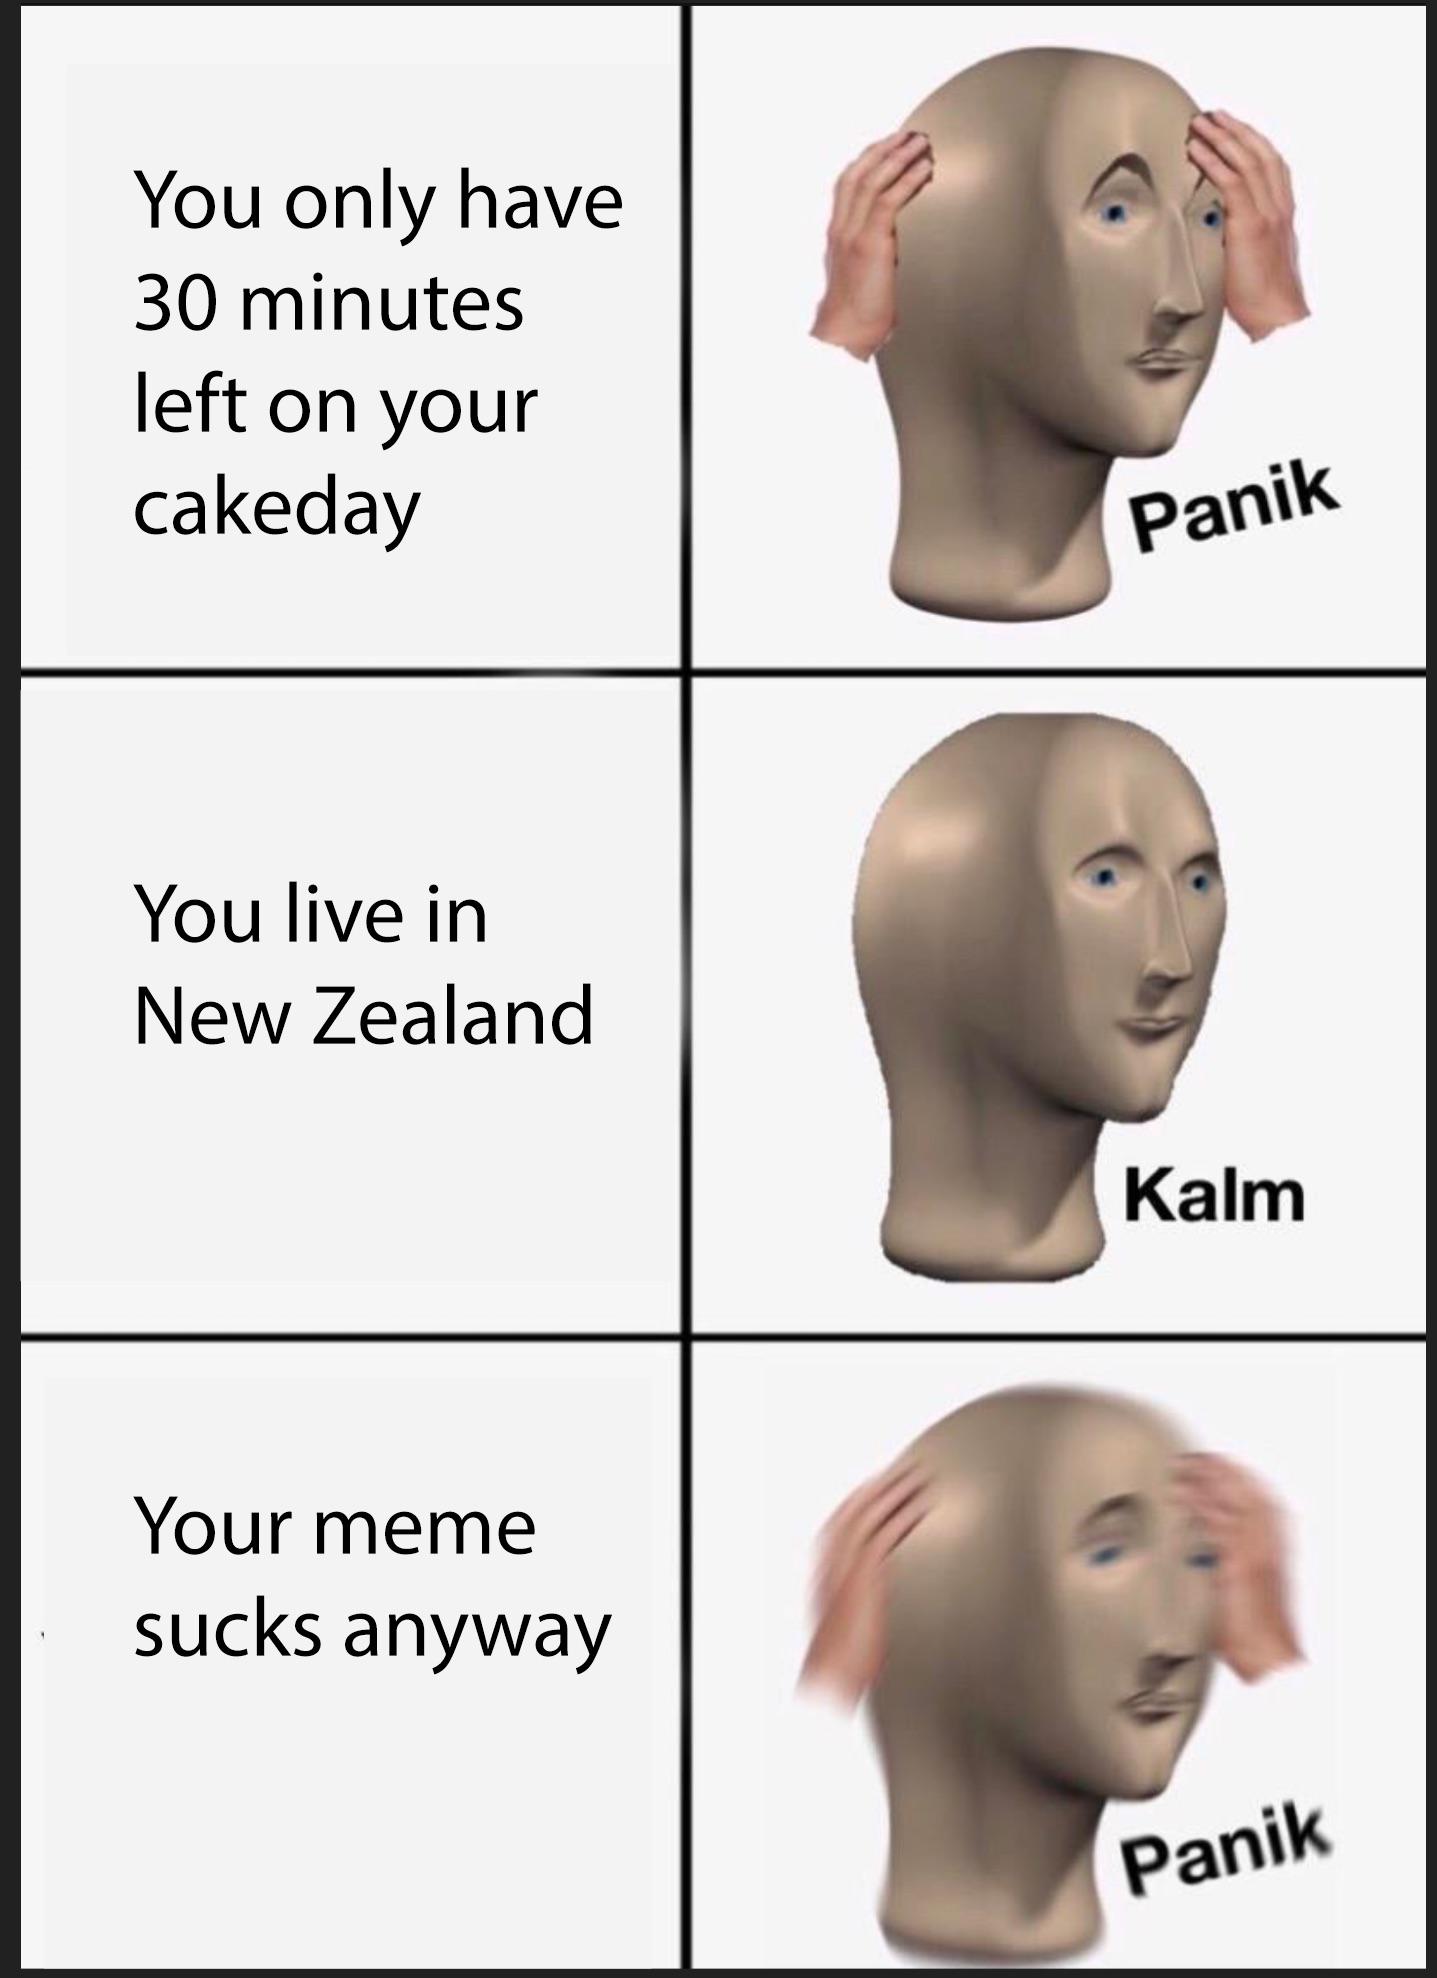 You only have
30 minutes
left on your
cakeday
Panik
You live in
New Zealand
Kalm
Your meme
sucks anyway
Panik